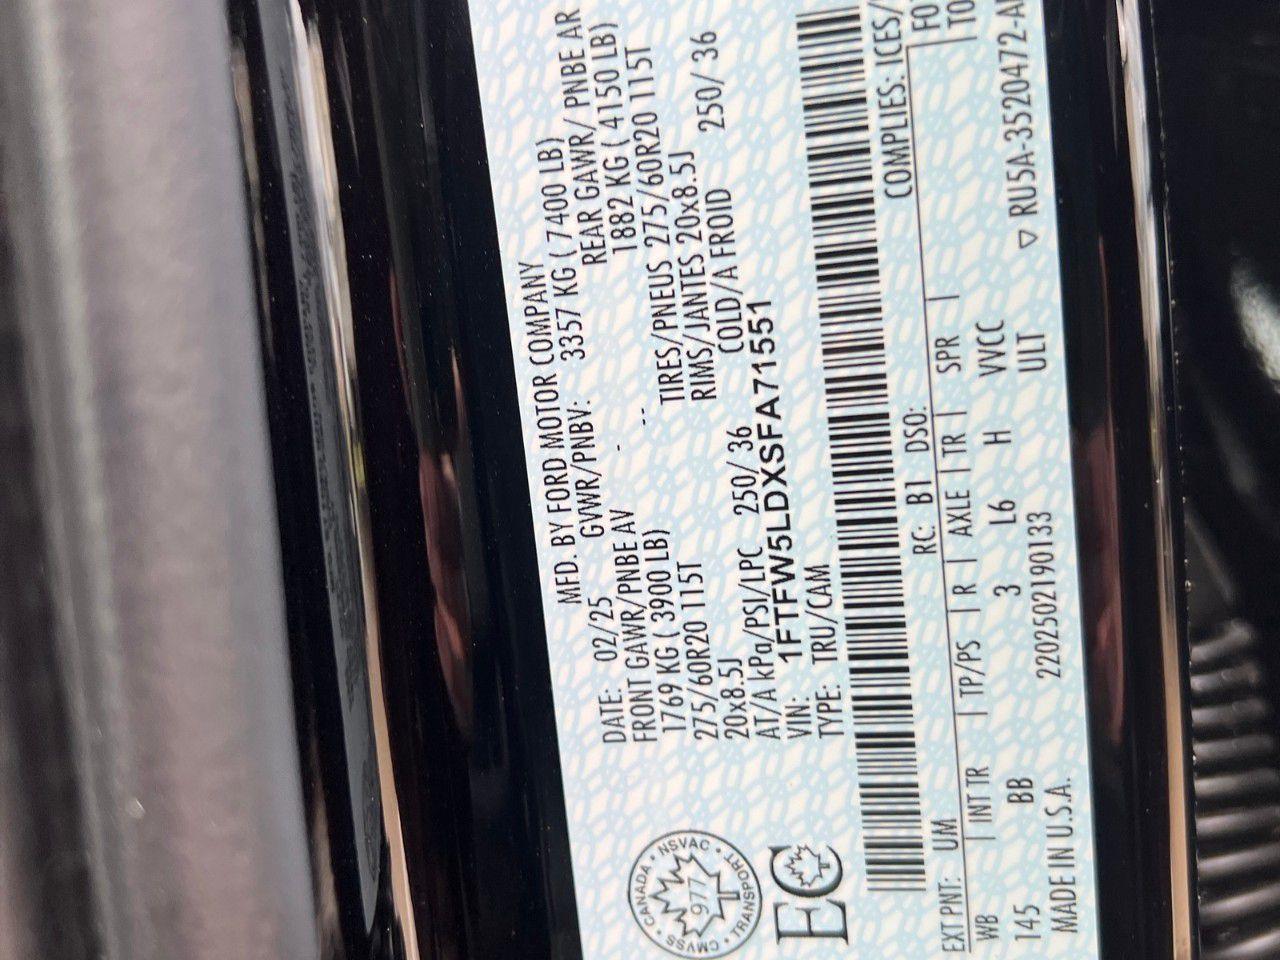 MFD. BY FORD MOTOR COMPANY
DATE: 02/25 GVWR/PNBV: 3357 KG ( 7400 LB)
FRONT GAWR/PNBE AV - REAR GAWR/ PNBE AR
1769 KG ( 3900 LB) -- 1882 KG ( 4150 LB)
275/60R20 115T TIRES/PNEUS 275/60R20 115T
20x8.5J RIMS/JANTES 20x8.5J
AT/A kPa/PSI/LPC 250/ 36 COLD/A FROID 250/ 36
VIN: 1FTFW5LDXSFA71551
TYPE: TRU/CAM
COMPLIES: ICES/
RC: B1 DSO: F0
EXT PNT: UM T0
WB | INT TR | TP/PS | R | AXLE | TR | SPR |
145 BB 3 L6 H VVCC
2202502190133 ULT
MADE IN U.S.A. ▽ RU5A-3520472-A
CANADA • NSVAC • TRANSPORT • CMVSS •
977
EC